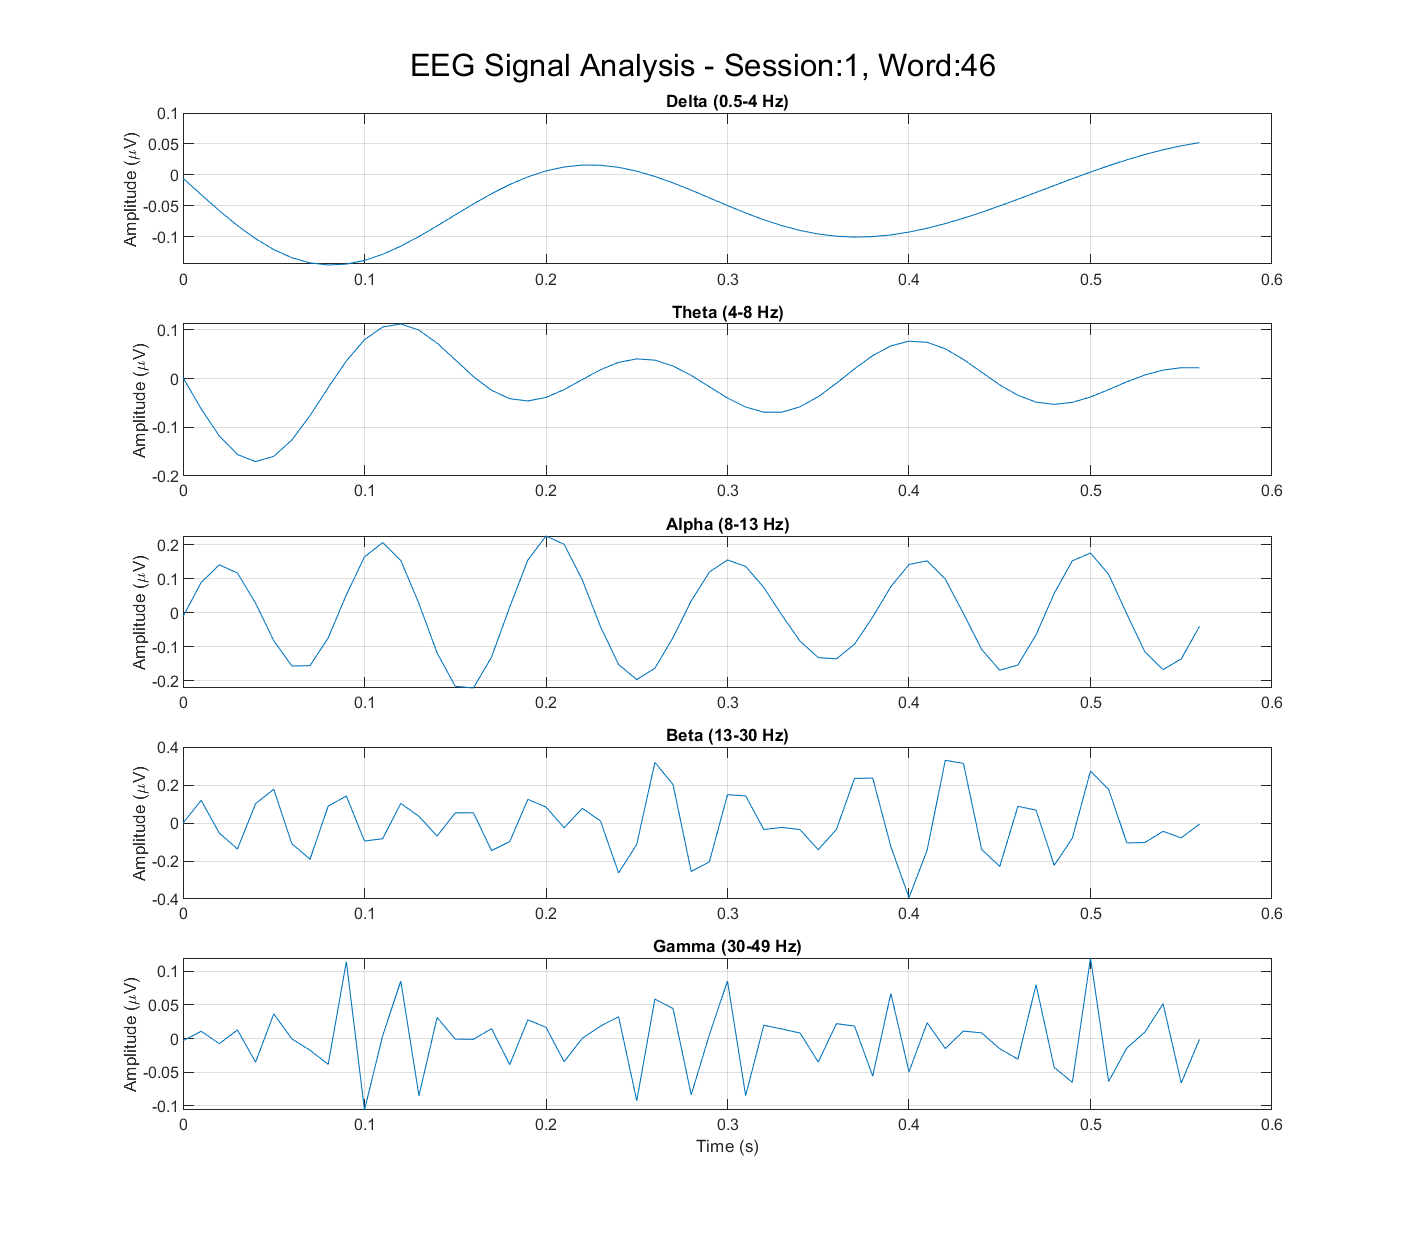 EEG Signal Analysis - Session:1, Word:46
Delta (0.5-4 Hz)
Amplitude (μV)
0.1
0.05
0
-0.05
-0.1
0 0.1 0.2 0.3 0.4 0.5 0.6
Theta (4-8 Hz)
Amplitude (μV)
0.1
0
-0.1
-0.2
0 0.1 0.2 0.3 0.4 0.5 0.6
Alpha (8-13 Hz)
Amplitude (μV)
0.2
0.1
0
-0.1
-0.2
0 0.1 0.2 0.3 0.4 0.5 0.6
Beta (13-30 Hz)
Amplitude (μV)
0.4
0.2
0
-0.2
-0.4
0 0.1 0.2 0.3 0.4 0.5 0.6
Gamma (30-49 Hz)
Amplitude (μV)
0.1
0.05
0
-0.05
-0.1
0 0.1 0.2 0.3 0.4 0.5 0.6
Time (s)